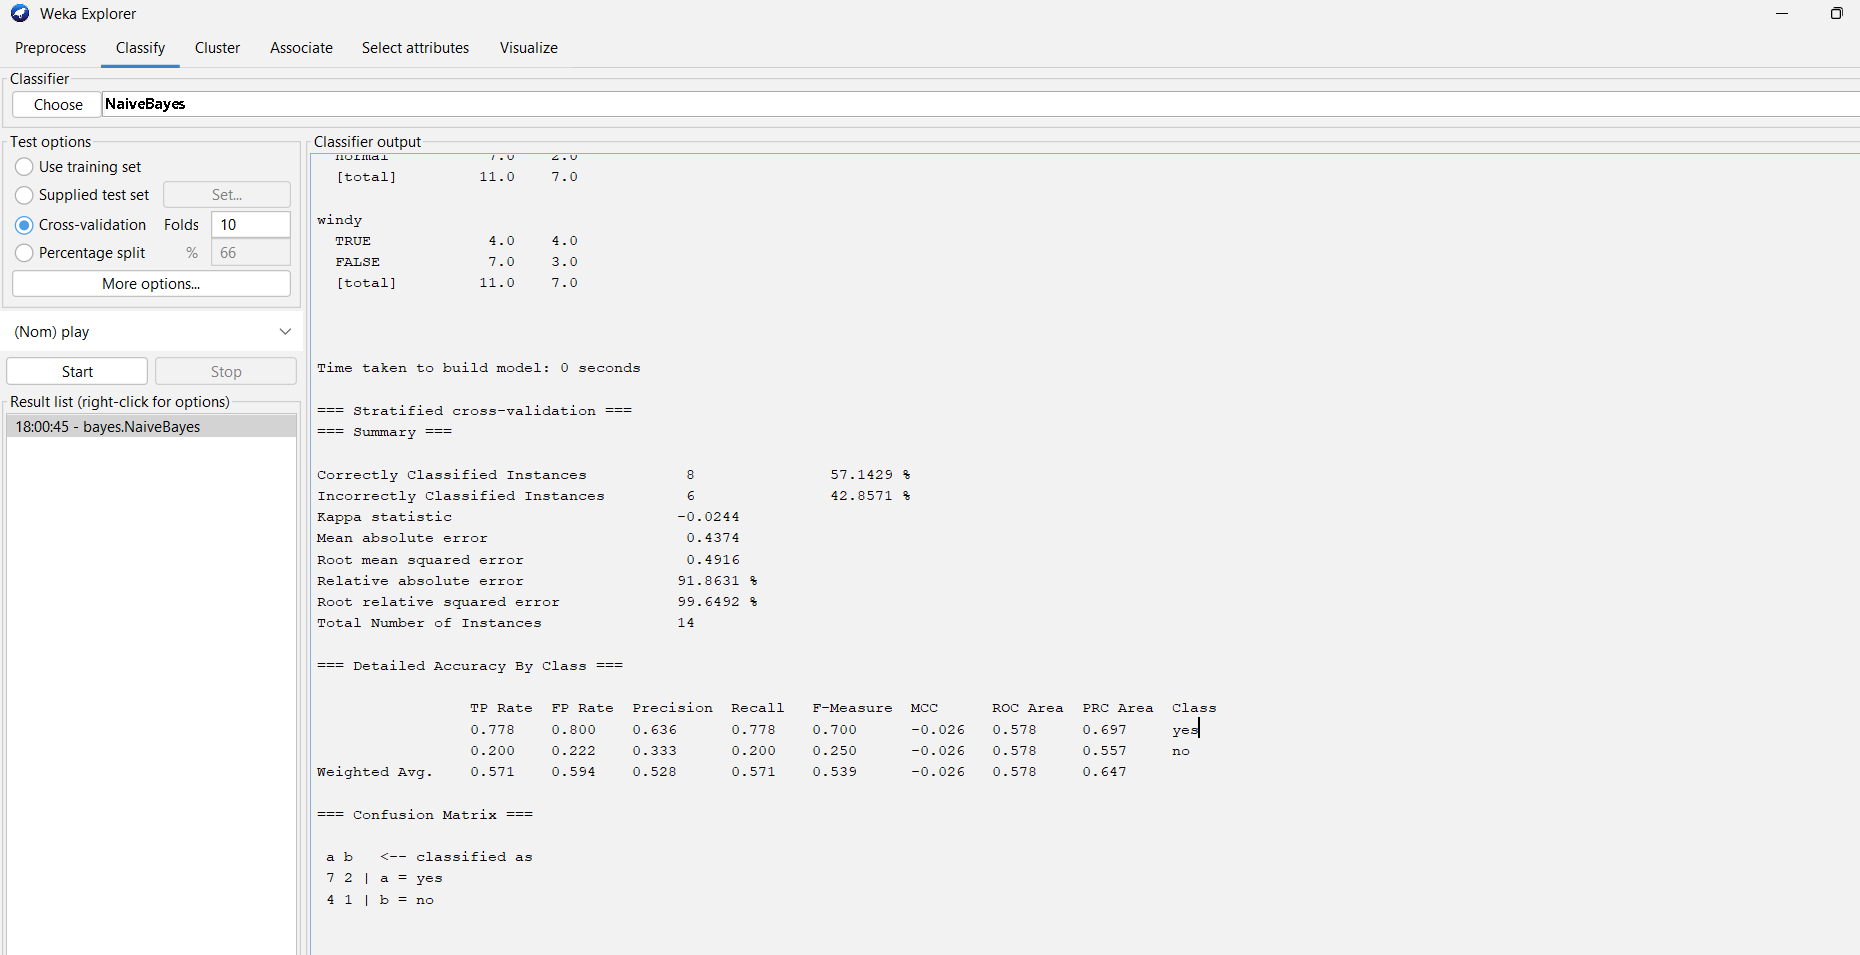 Weka Explorer
Preprocess Classify Cluster Associate Select attributes Visualize
Classifier
Choose NaiveBayes
Test options
Use training set
Supplied test set Set...
Cross-validation Folds 10
Percentage split % 66
More options...
(Nom) play
Start Stop
Result list (right-click for options)
18:00:45 - bayes.NaiveBayes
Classifier output
normal 7.0 2.0
[total] 11.0 7.0
windy
TRUE 4.0 4.0
FALSE 7.0 3.0
[total] 11.0 7.0
Time taken to build model: 0 seconds
=== Stratified cross-validation ===
=== Summary ===
Correctly Classified Instances 8 57.1429 %
Incorrectly Classified Instances 6 42.8571 %
Kappa statistic -0.0244
Mean absolute error 0.4374
Root mean squared error 0.4916
Relative absolute error 91.8631 %
Root relative squared error 99.6492 %
Total Number of Instances 14
=== Detailed Accuracy By Class ===
TP Rate FP Rate Precision Recall F-Measure MCC ROC Area PRC Area Class
0.778 0.800 0.636 0.778 0.700 -0.026 0.578 0.697 yes
0.200 0.222 0.333 0.200 0.250 -0.026 0.578 0.557 no
Weighted Avg. 0.571 0.594 0.528 0.571 0.539 -0.026 0.578 0.647
=== Confusion Matrix ===
a b <-- classified as
7 2 | a = yes
4 1 | b = no